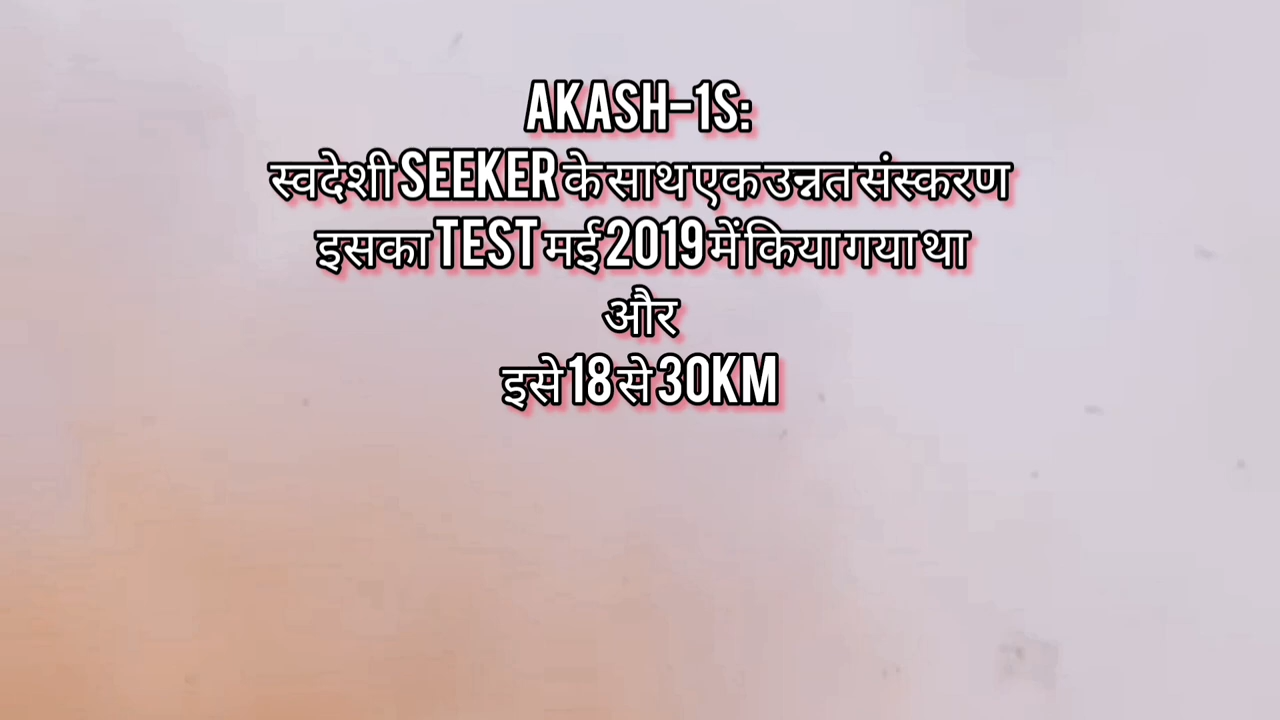 AKASH-1S:
स्वदेशी SEEKER के साथ एक उन्नत संस्करण
इसका TEST मई 2019 में किया गया था
और
इसे 18 से 30KM